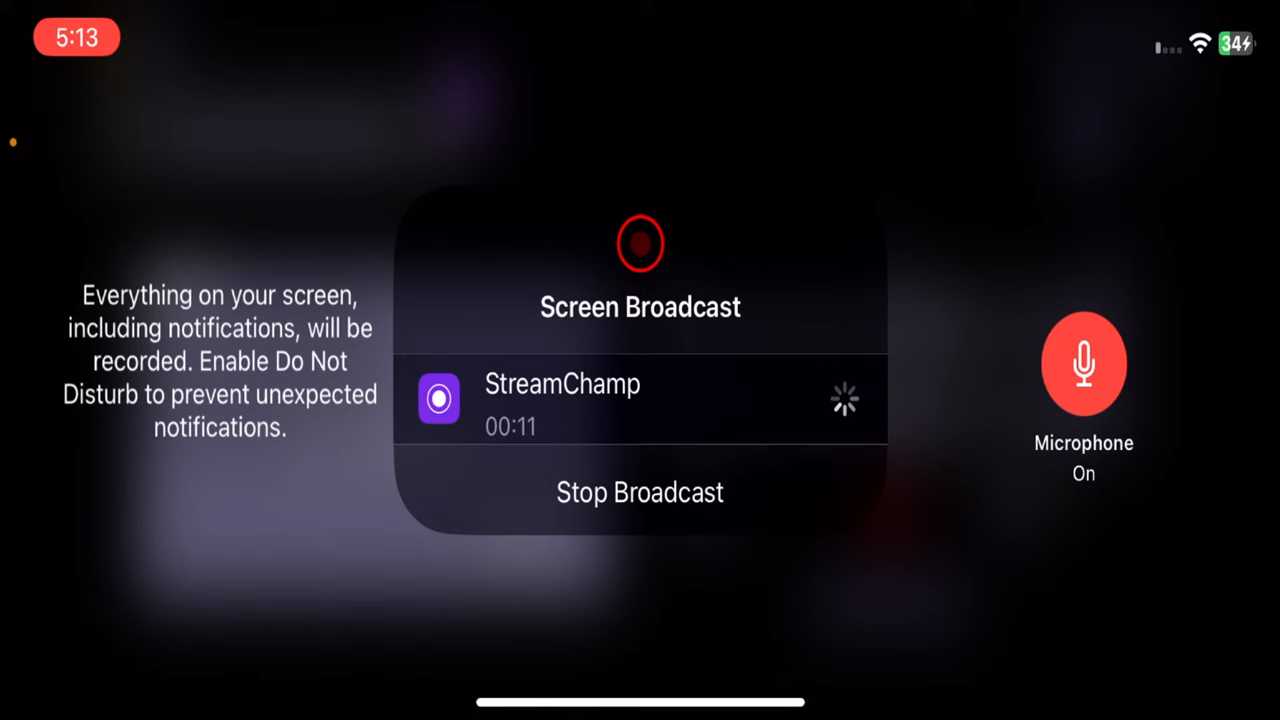 5:13
34
Everything on your screen,
including notifications, will be
recorded. Enable Do Not
Disturb to prevent unexpected
notifications.
Screen Broadcast
StreamChamp
00:11
Stop Broadcast
Microphone
On